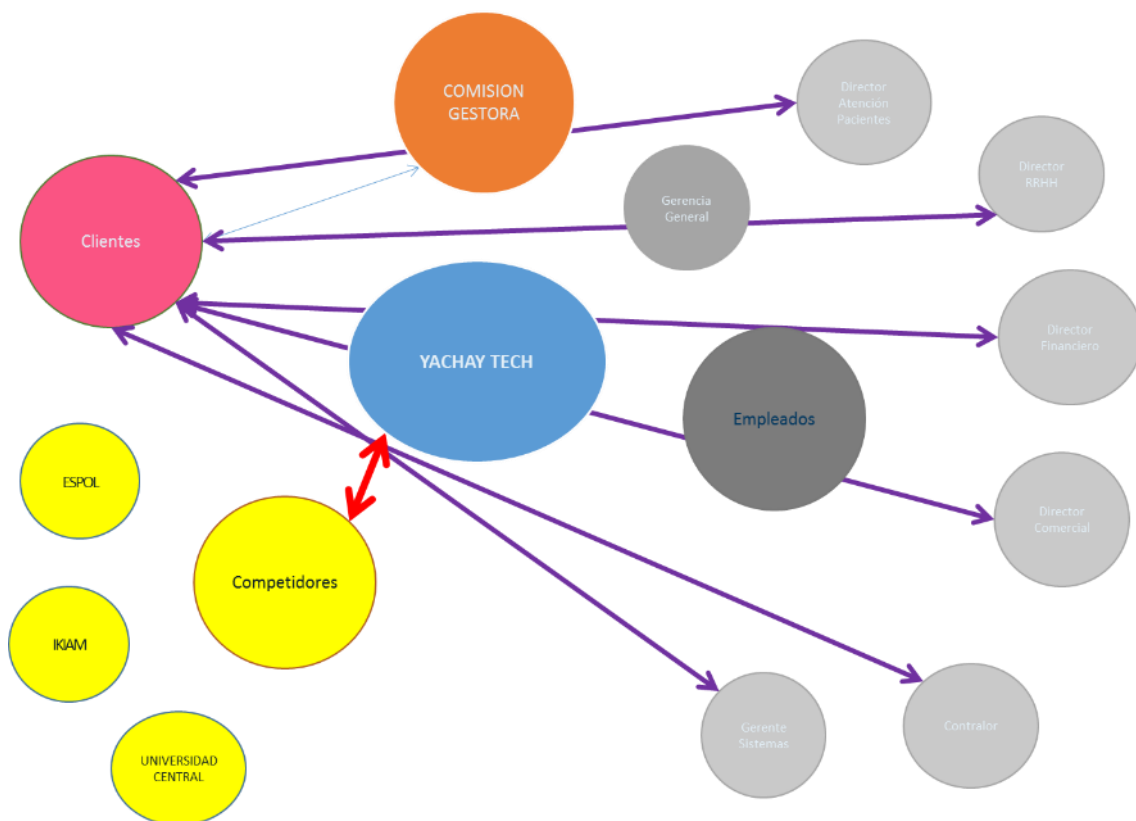 COMISION
GESTORA
Director
Atención
Pacientes
Director
RRHH
Gerencia
General
Clientes
YACHAY TECH
Director
Financiero
Empleados
ESPOL
Director
Comercial
Competidores
IKIAM
Gerente
Sistemas
Contralor
UNIVERSIDAD
CENTRAL